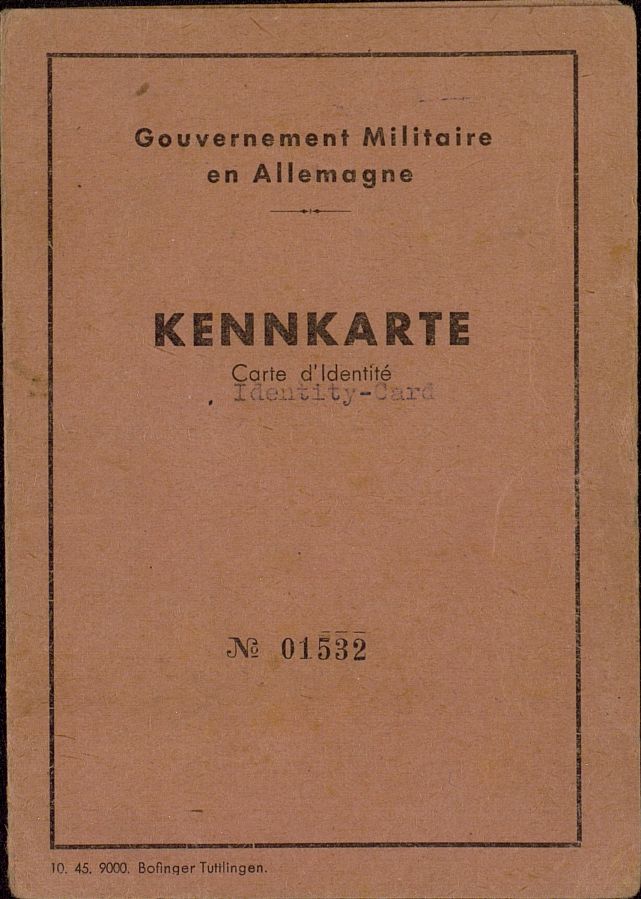 Gouvernement Militaire
en Allemagne
KENNKARTE
Carte d'Identité
Identity-Card
№ 01532
10. 45. 9000. Bofinger Tuttlingen.